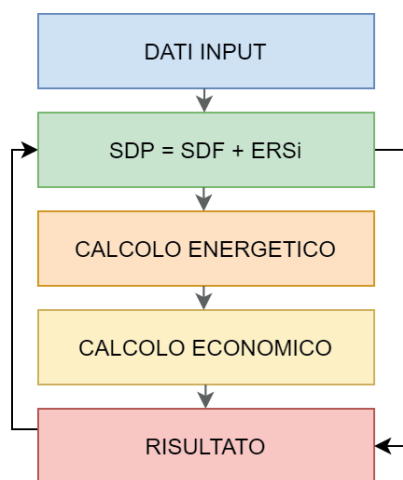 DATI INPUT
SDP = SDF + ERSi
CALCOLO ENERGETICO
CALCOLO ECONOMICO
RISULTATO